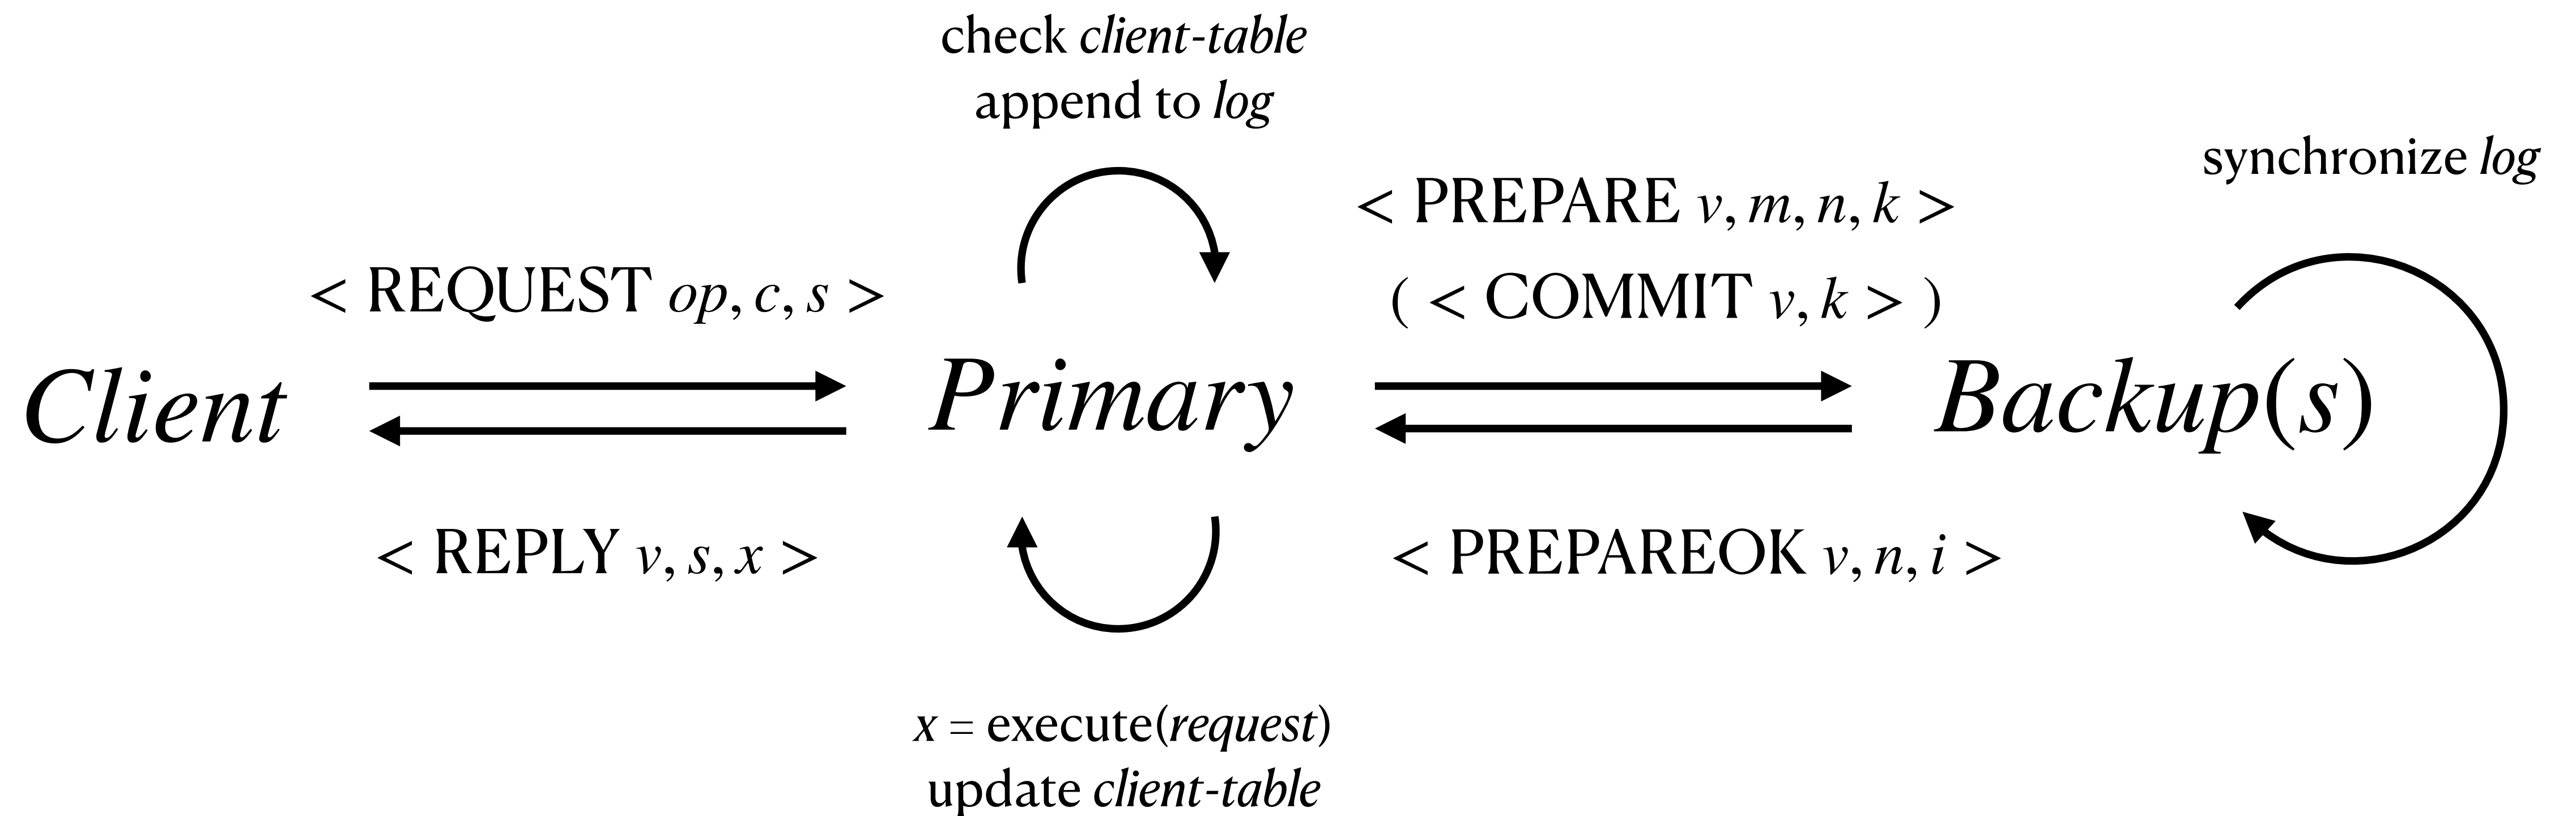 check client-table
append to log
synchronize log
< PREPARE v, m, n, k >
( < COMMIT v, k > )
< REQUEST op, c, s >
Client
Primary
Backup(s)
< REPLY v, s, x >
< PREPAREOK v, n, i >
x = execute(request)
update client-table